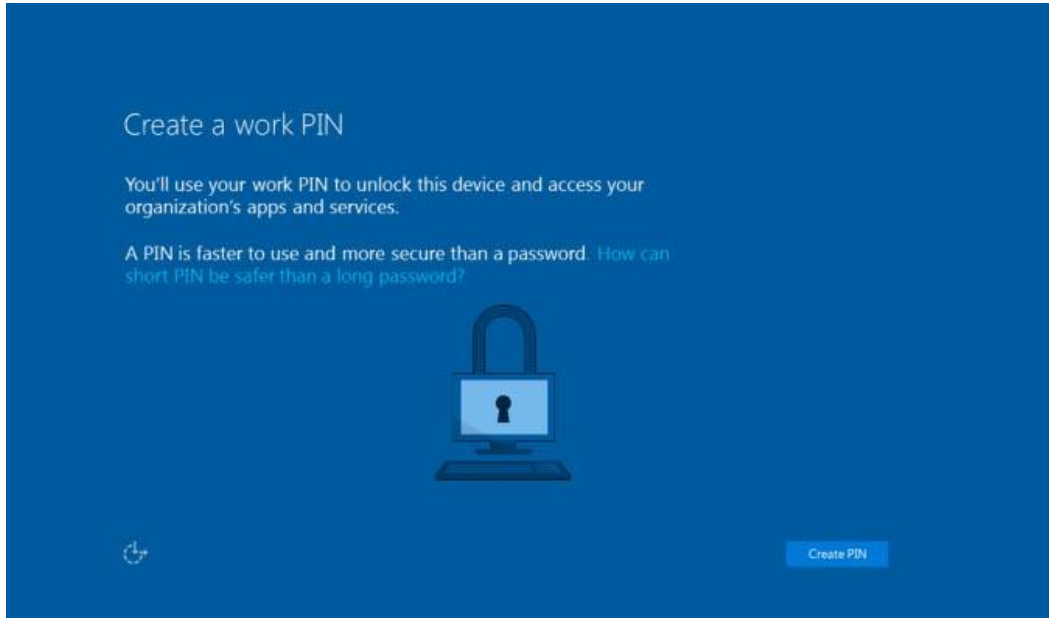 Create a work PIN
You'll use your work PIN to unlock this device and access your
organization's apps and services.
A PIN is faster to use and more secure than a password. How can
short PIN be safer than a long password?
Create PIN